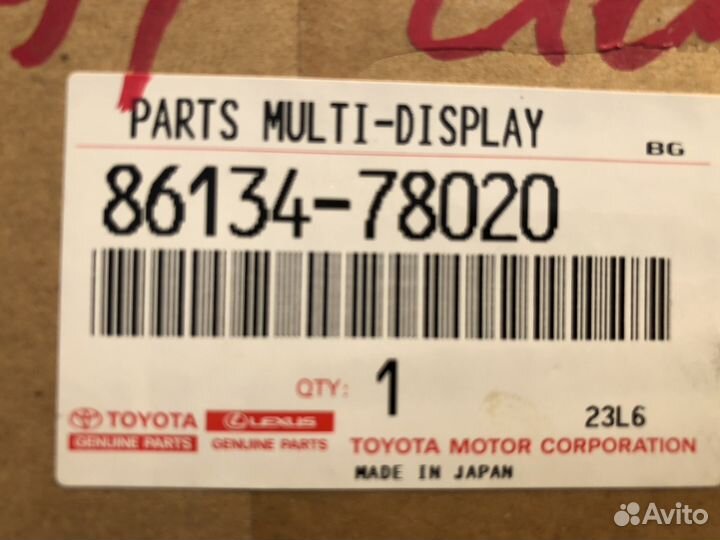 PARTS MULTI-DISPLAY
BG
86134-78020
QTY: 1
23L6
TOYOTA LEXUS
GENUINE PARTS GENUINE PARTS TOYOTA MOTOR CORPORATION
MADE IN JAPAN
Avito